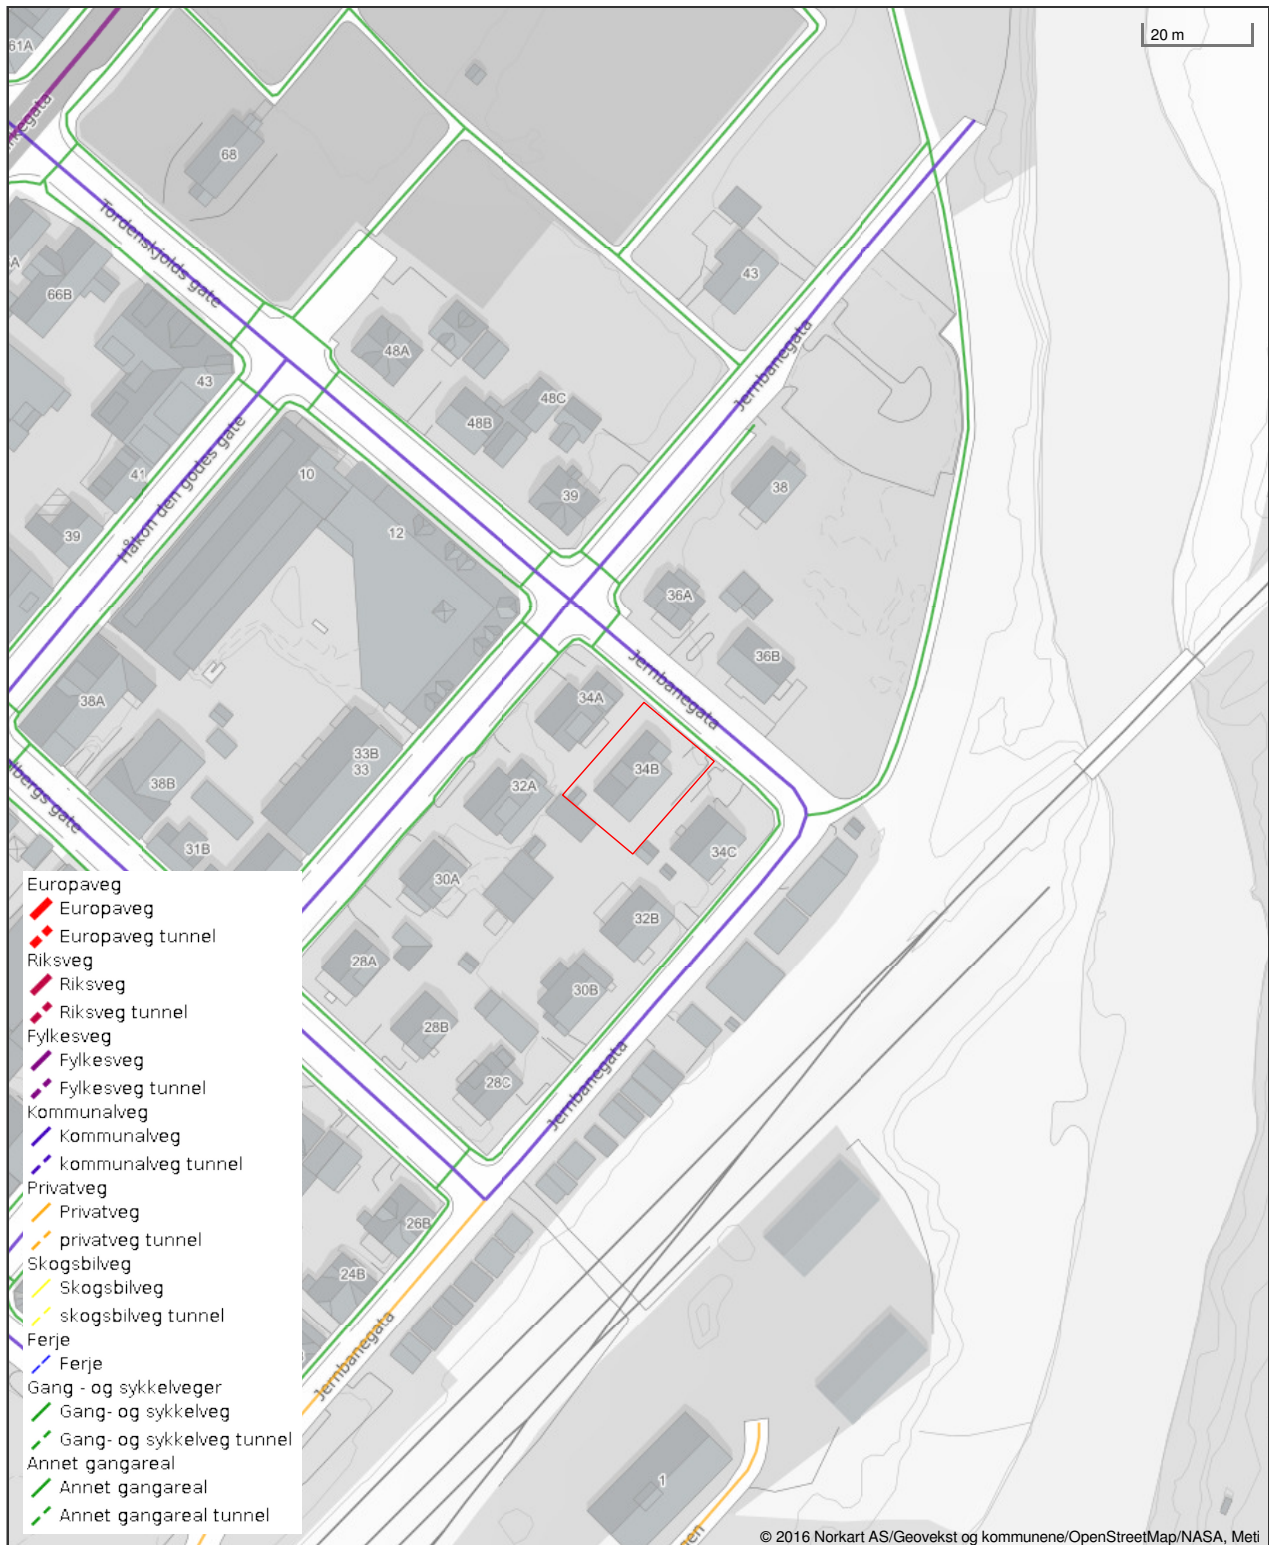 20 m
61A
68
Tordenskjolds gate
66B
43
48A
48B
48C
43
Jernbanegata
41
39
Håkon den godes gate
10
12
39
38
36A
36B
Jernbanegata
34A
34B
34C
38A
38B
33B
33
31B
32A
30A
32B
28A
30B
28B
28C
Jernbanegata
26B
24B
Jernbanegata
1
Europaveg
Europaveg
Europaveg tunnel
Riksveg
Riksveg
Riksveg tunnel
Fylkesveg
Fylkesveg
Fylkesveg tunnel
Kommunalveg
Kommunalveg
kommunalveg tunnel
Privatveg
Privatveg
privatveg tunnel
Skogsbilveg
Skogsbilveg
skogsbilveg tunnel
Ferje
Ferje
Gang - og sykkelveger
Gang- og sykkelveg
Gang- og sykkelveg tunnel
Annet gangareal
Annet gangareal
Annet gangareal tunnel
© 2016 Norkart AS/Geovekst og kommunene/OpenStreetMap/NASA, Meti